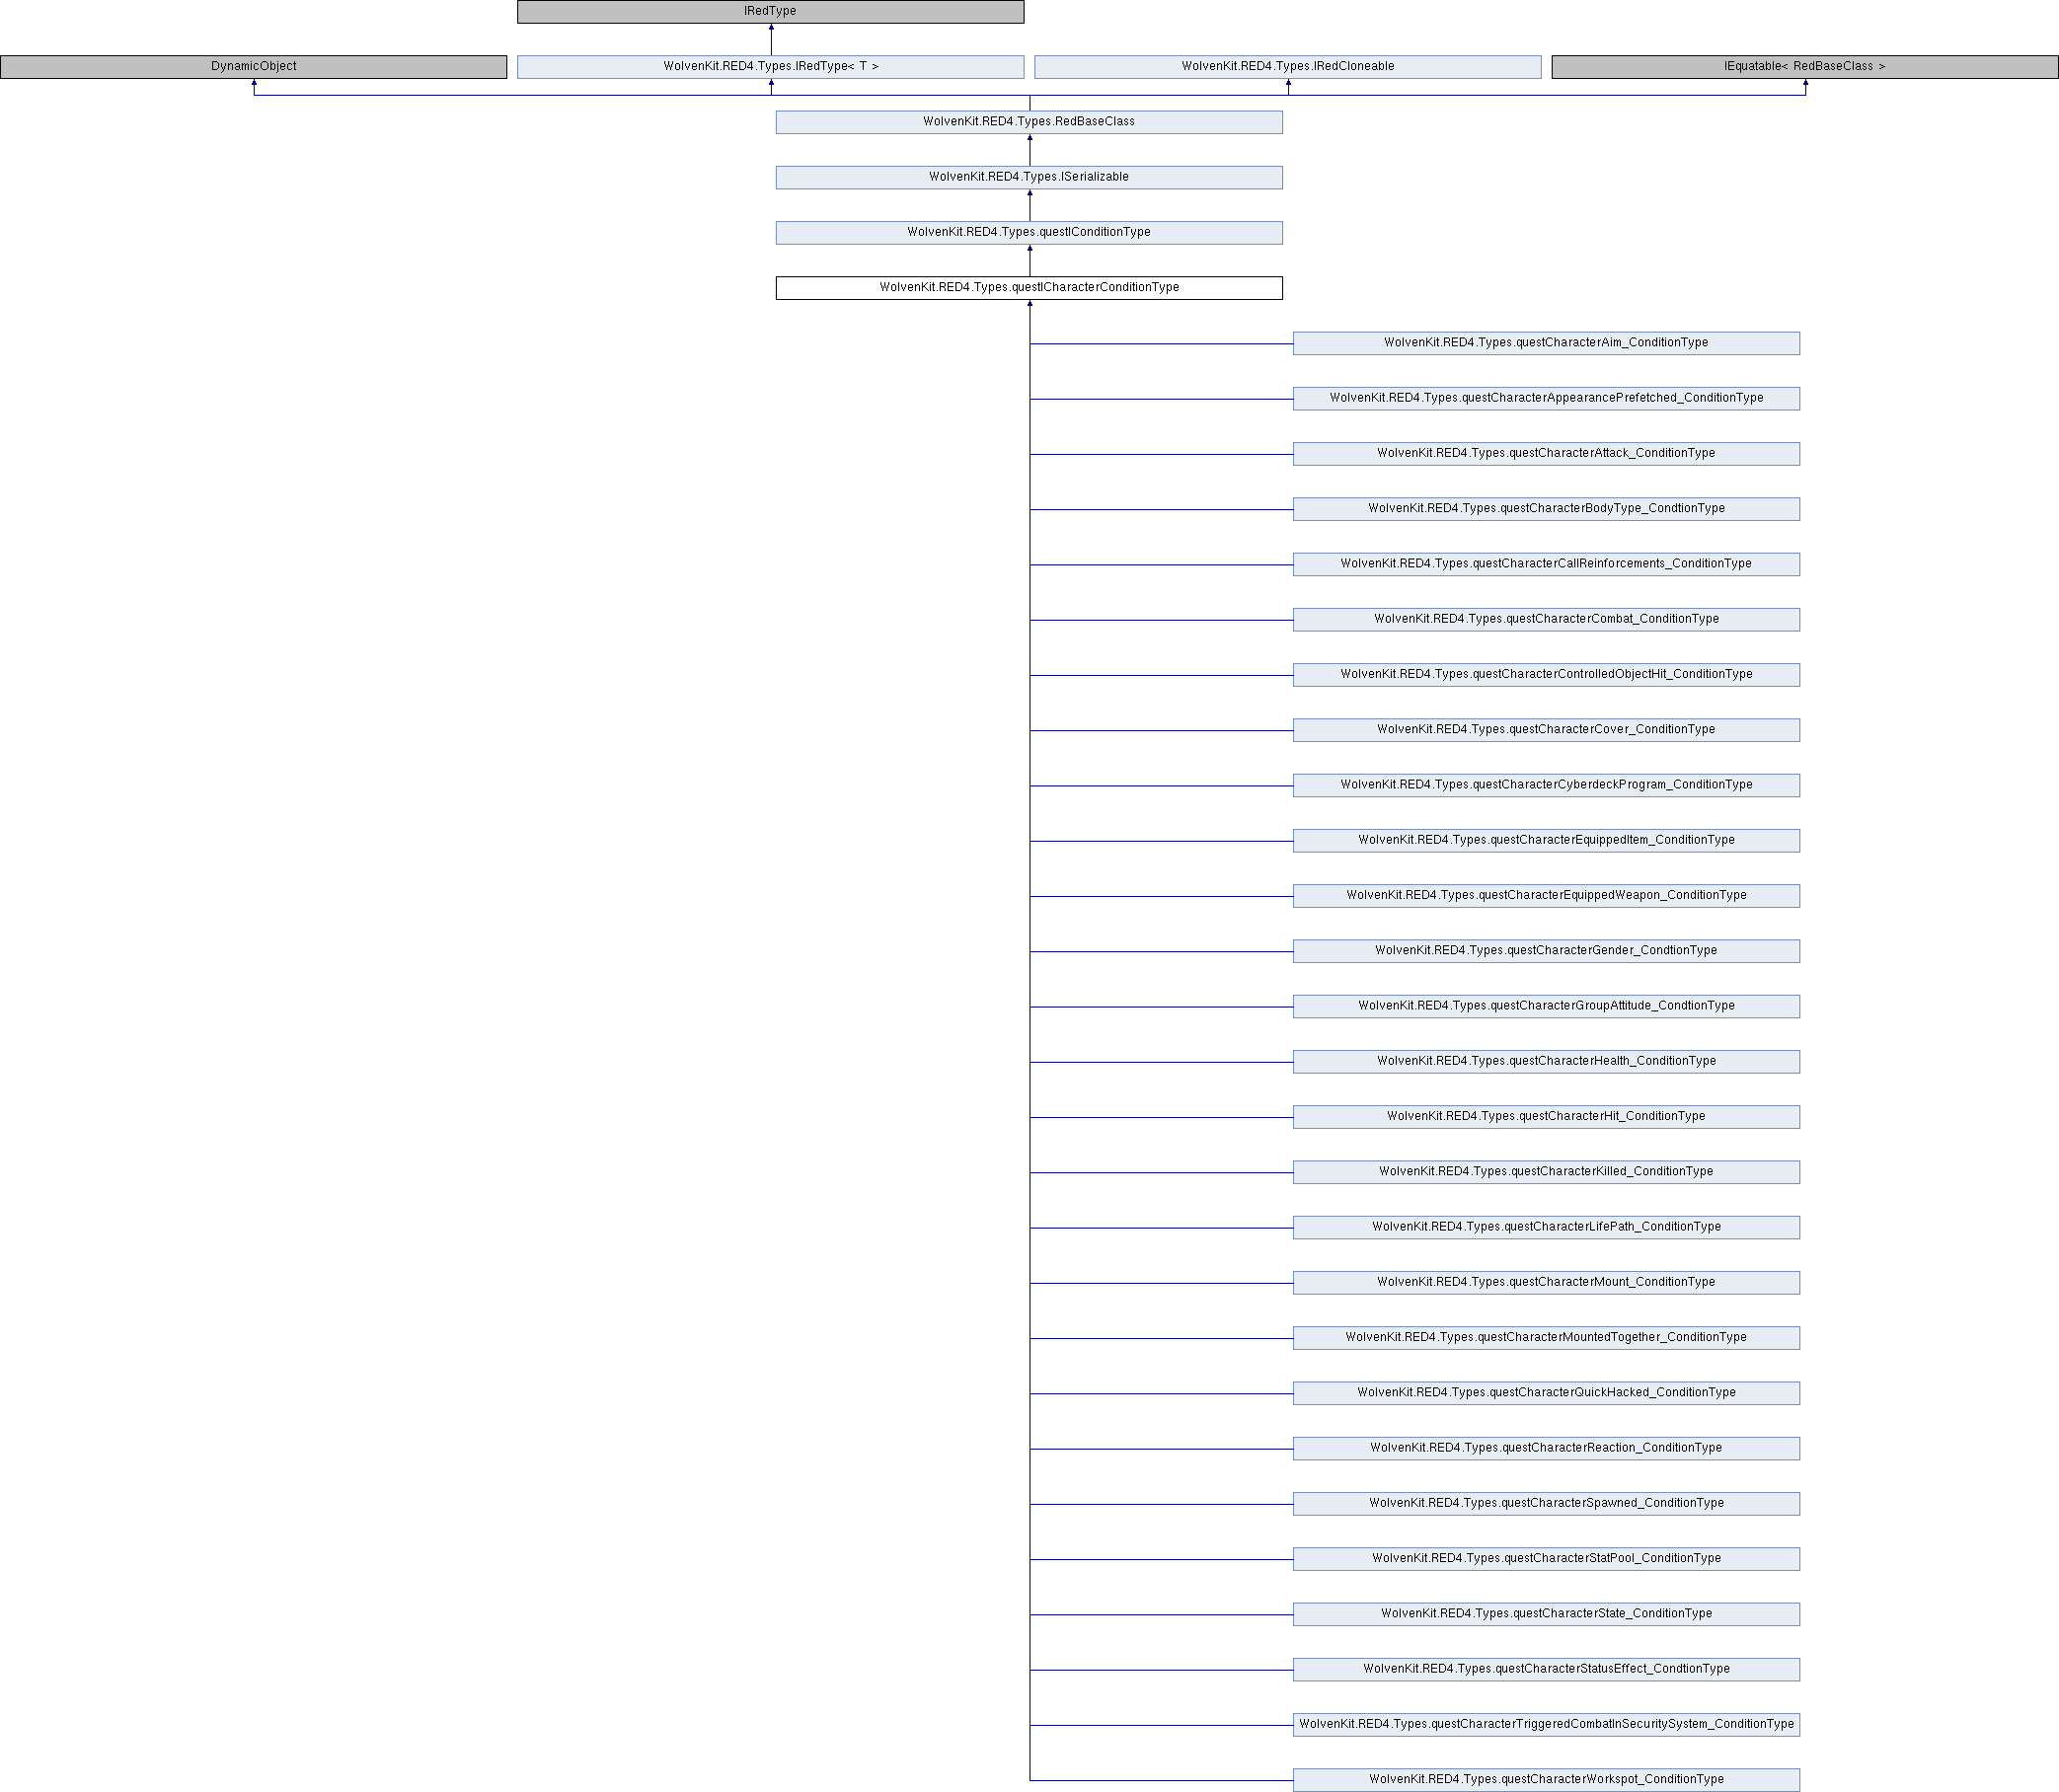 IRedType
DynamicObject
WolvenKit.RED4.Types.IRedType< T >
WolvenKit.RED4.Types.IRedCloneable
IEquatable< RedBaseClass >
WolvenKit.RED4.Types.RedBaseClass
WolvenKit.RED4.Types.ISerializable
WolvenKit.RED4.Types.questIConditionType
WolvenKit.RED4.Types.questICharacterConditionType
WolvenKit.RED4.Types.questCharacterAim_ConditionType
WolvenKit.RED4.Types.questCharacterAppearancePrefetched_ConditionType
WolvenKit.RED4.Types.questCharacterAttack_ConditionType
WolvenKit.RED4.Types.questCharacterBodyType_CondtionType
WolvenKit.RED4.Types.questCharacterCallReinforcements_ConditionType
WolvenKit.RED4.Types.questCharacterCombat_ConditionType
WolvenKit.RED4.Types.questCharacterControlledObjectHit_ConditionType
WolvenKit.RED4.Types.questCharacterCover_ConditionType
WolvenKit.RED4.Types.questCharacterCyberdeckProgram_ConditionType
WolvenKit.RED4.Types.questCharacterEquippedItem_ConditionType
WolvenKit.RED4.Types.questCharacterEquippedWeapon_ConditionType
WolvenKit.RED4.Types.questCharacterGender_CondtionType
WolvenKit.RED4.Types.questCharacterGroupAttitude_CondtionType
WolvenKit.RED4.Types.questCharacterHealth_ConditionType
WolvenKit.RED4.Types.questCharacterHit_ConditionType
WolvenKit.RED4.Types.questCharacterKilled_ConditionType
WolvenKit.RED4.Types.questCharacterLifePath_ConditionType
WolvenKit.RED4.Types.questCharacterMount_ConditionType
WolvenKit.RED4.Types.questCharacterMountedTogether_ConditionType
WolvenKit.RED4.Types.questCharacterQuickHacked_ConditionType
WolvenKit.RED4.Types.questCharacterReaction_ConditionType
WolvenKit.RED4.Types.questCharacterSpawned_ConditionType
WolvenKit.RED4.Types.questCharacterStatPool_ConditionType
WolvenKit.RED4.Types.questCharacterState_ConditionType
WolvenKit.RED4.Types.questCharacterStatusEffect_CondtionType
WolvenKit.RED4.Types.questCharacterTriggeredCombatInSecuritySystem_ConditionType
WolvenKit.RED4.Types.questCharacterWorkspot_ConditionType